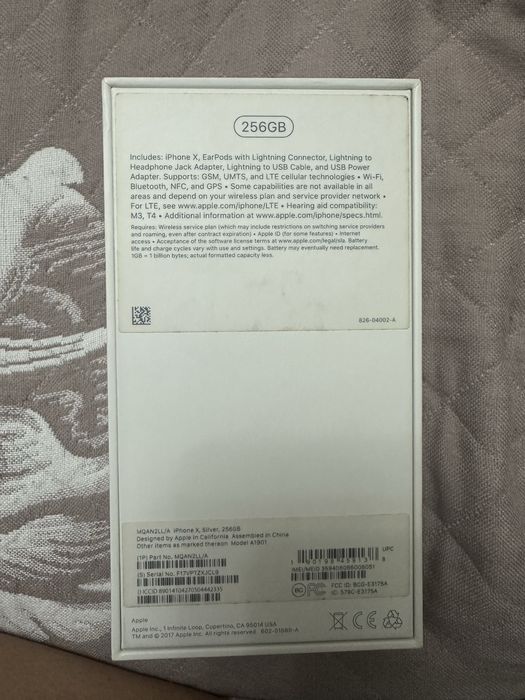 256GB
Includes: iPhone X, EarPods with Lightning Connector, Lightning to
Headphone Jack Adapter, Lightning to USB Cable, and USB Power
Adapter. Supports: GSM, UMTS, and LTE cellular technologies • Wi-Fi,
Bluetooth, NFC, and GPS • Some capabilities are not available in all
areas and depend on your wireless plan and service provider network •
For LTE, see www.apple.com/iphone/LTE • Hearing aid compatibility:
M3, T4 • Additional information at www.apple.com/iphone/specs.html.
Requires: Wireless service plan (which may include restrictions on switching service providers
and roaming, even after contract expiration) • Apple ID (for some features) • Internet
access • Acceptance of the software license terms at www.apple.com/legal/sla. Battery
life and charge cycles vary with use and settings. Battery may eventually need replacement.
1GB = 1 billion bytes; actual formatted capacity less.
826-04002-A
MQAN2LL/A iPhone X, Silver, 256GB
Designed by Apple in California Assembled in China
Other items as marked thereon Model A1901
(1P) Part No. MQAN2LL/A
UPC
(S) Serial No.
IMEI/MEID
ICCID
FCC ID: BCG-E3175A
IC: 579C-E3175A
Apple
Apple Inc., 1 Infinite Loop, Cupertino, CA 95014 USA
TM and © 2017 Apple Inc. All rights reserved.